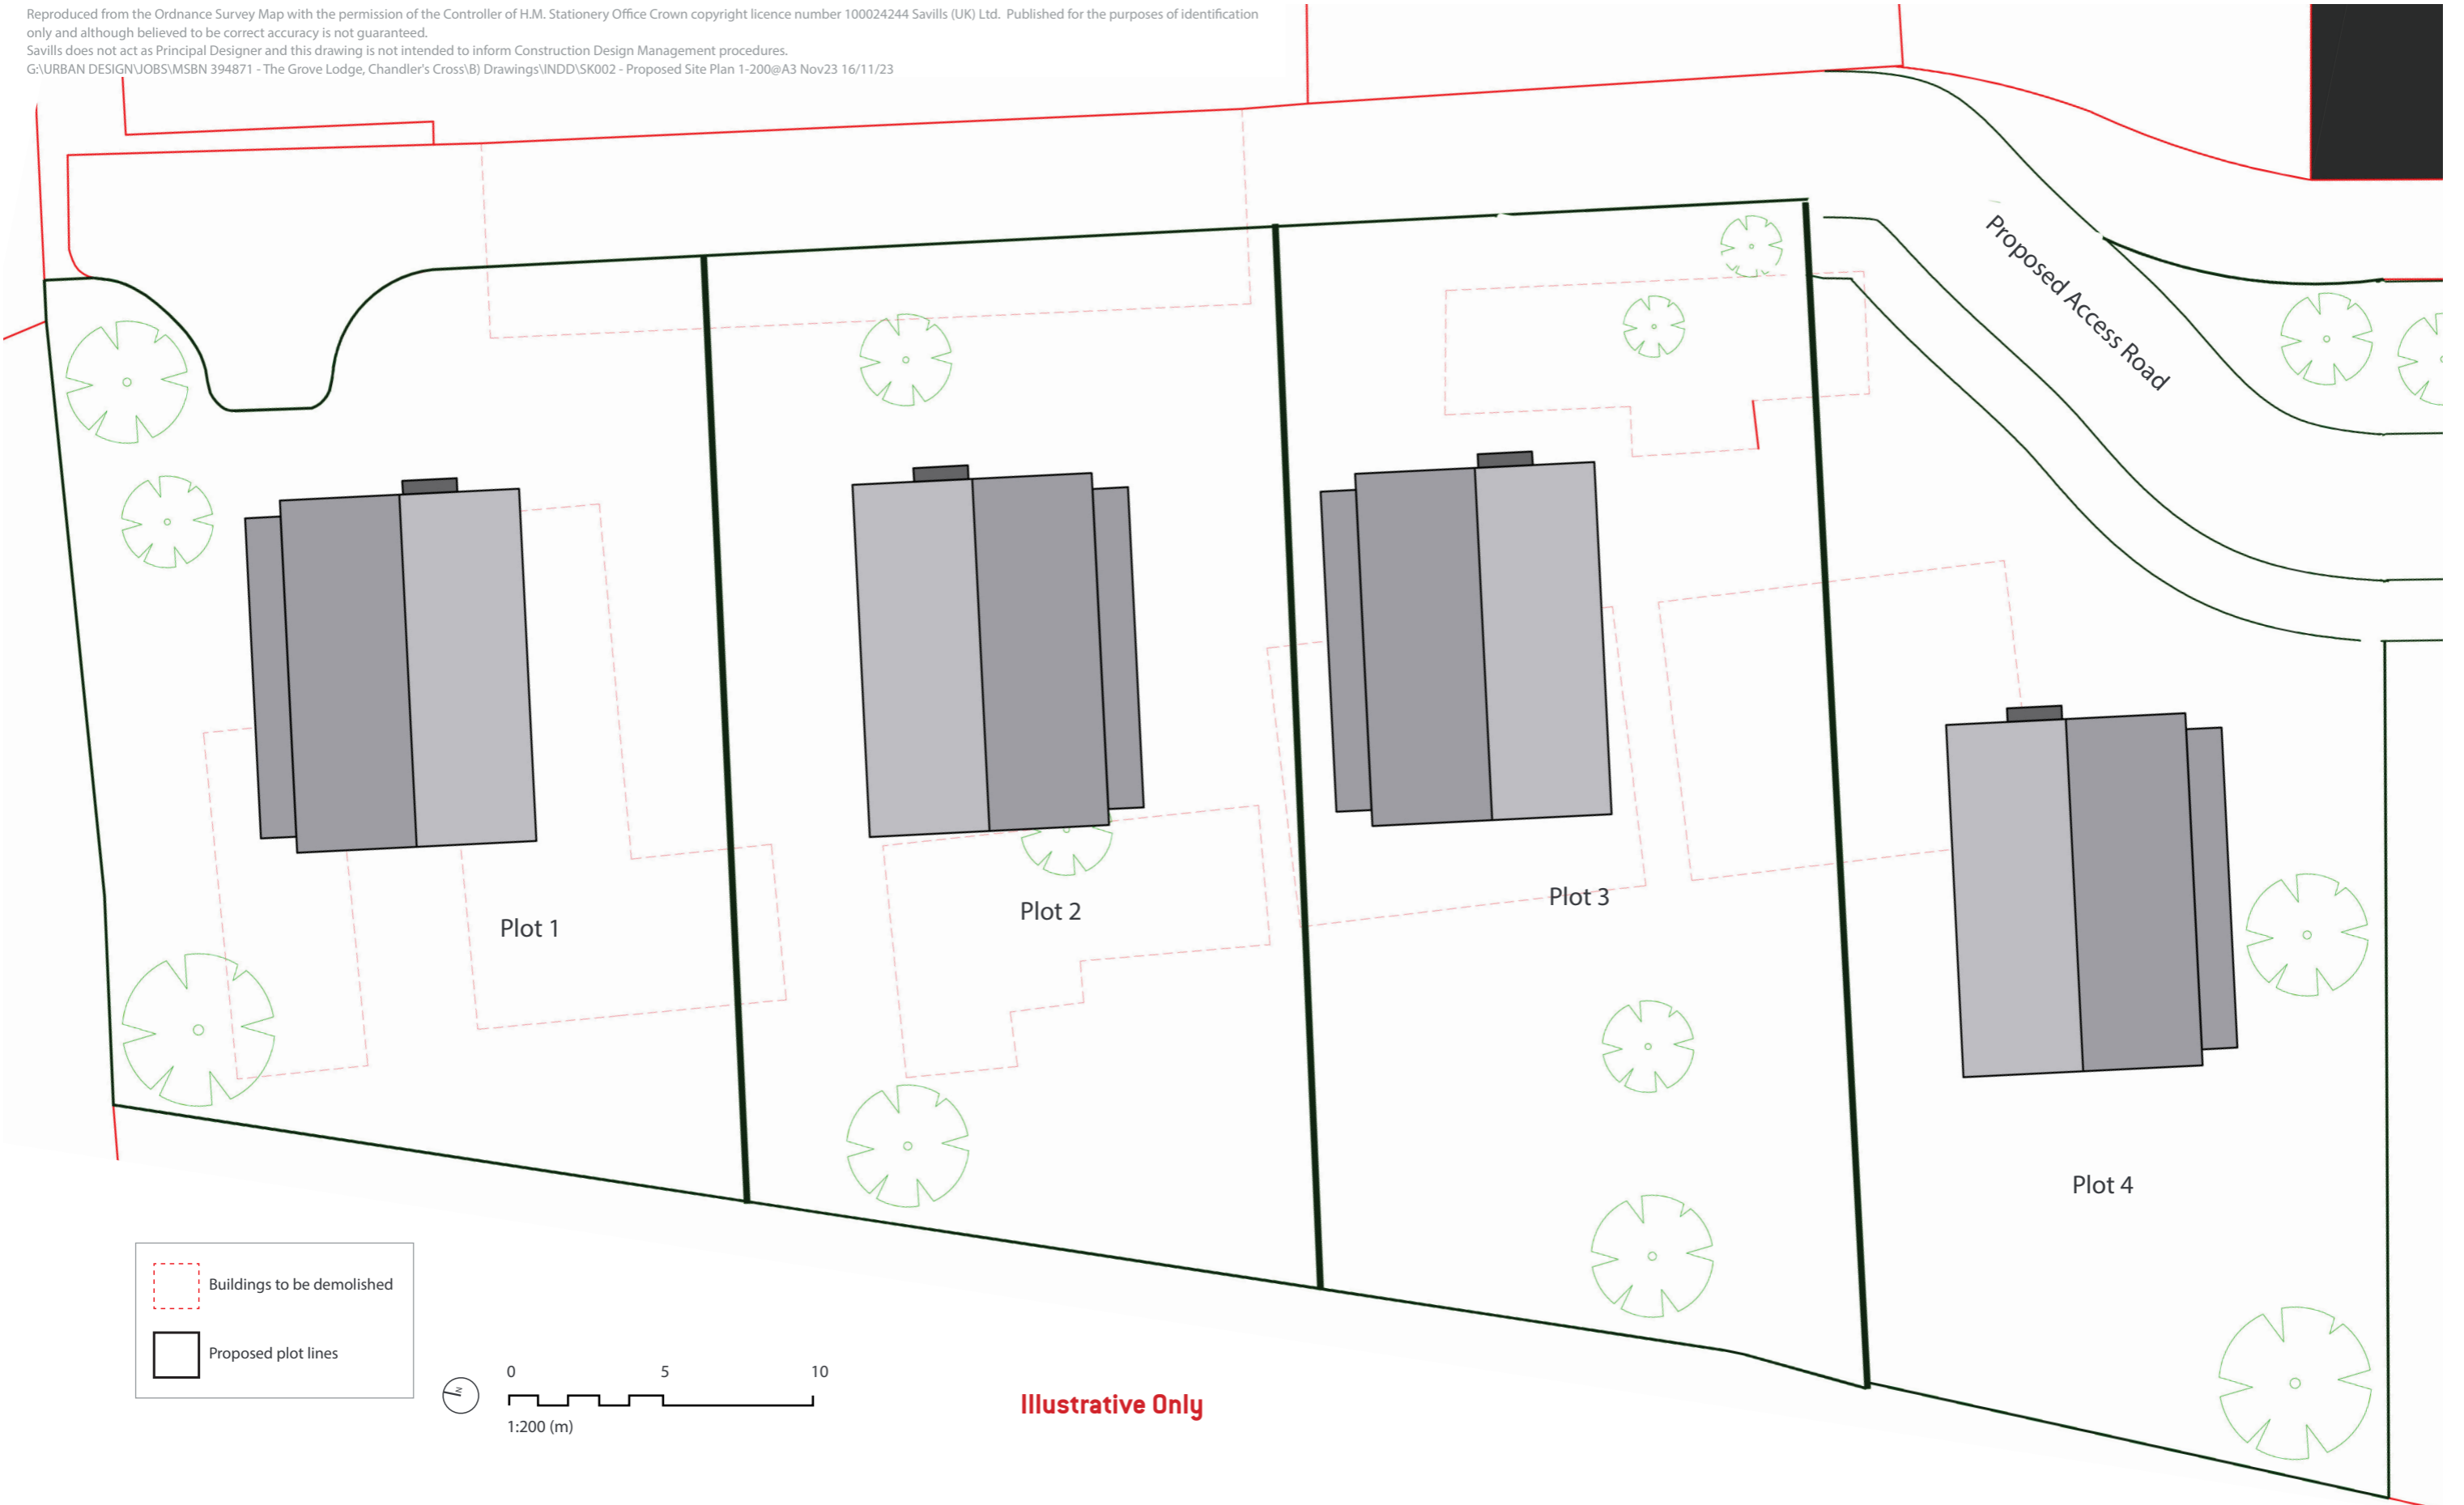 Reproduced from the Ordnance Survey Map with the permission of the Controller of H.M. Stationery Office Crown copyright licence number 100024244 Savills (UK) Ltd.  Published for the purposes of identification
only and although believed to be correct accuracy is not guaranteed.
Savills does not act as Principal Designer and this drawing is not intended to inform Construction Design Management procedures.
G:\URBAN DESIGN\JOBS\MSBN 394871 - The Grove Lodge, Chandler's Cross\B) Drawings\INDD\SK002 - Proposed Site Plan 1-200@A3 Nov23 16/11/23
Proposed Access Road
Plot 1
Plot 2
Plot 3
Plot 4
Buildings to be demolished
Proposed plot lines
N
0 5 10
1:200 (m)
Illustrative Only